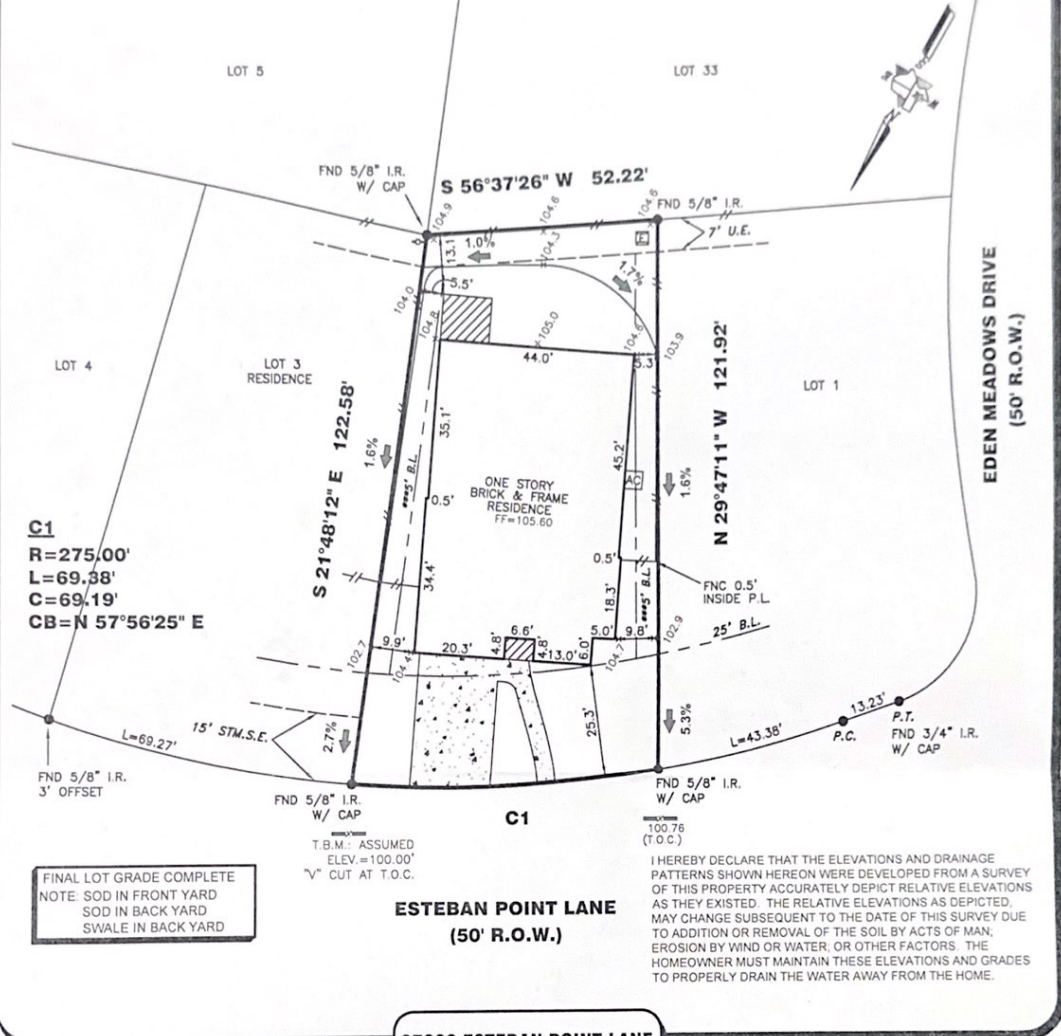 LOT 5
LOT 33
FND 5/8" I.R.
W/ CAP
S 56°37'26" W 52.22'
104.9
104.6
104.6
FND 5/8" I.R.
7' U.E.
13.1
1.0%
104.3
E
1.7%
5.5'
104.0
104.8
105.0
104.6
103.9
44.0'
5.3'
LOT 4
LOT 3
RESIDENCE
LOT 1
EDEN MEADOWS DRIVE
(50' R.O.W.)
S 21°48'12" E 122.58'
N 29°47'11" W 121.92'
1.6%
5' B.L.
35.1'
45.2'
AC
1.6%
ONE STORY
BRICK & FRAME
RESIDENCE
FF=105.60
0.5'
0.5'
C1
R=275.00'
L=69.38'
C=69.19'
CB=N 57°56'25" E
34.4'
18.3'
5' B.L.
FNC 0.5'
INSIDE P.L.
102.7
9.9'
104.4
20.3'
4.8'
6.6'
4.8'
13.0'
6.0'
5.0'
104.7
9.8'
102.9
25' B.L.
15' STM.S.E.
2.7%
25.3'
5.3%
L=69.27'
L=43.38'
13.23'
P.C.
P.T.
FND 3/4" I.R.
W/ CAP
FND 5/8" I.R.
3' OFFSET
FND 5/8" I.R.
W/ CAP
C1
FND 5/8" I.R.
W/ CAP
T.B.M.: ASSUMED
ELEV.=100.00'
"V" CUT AT T.O.C.
100.76
(T.O.C.)
FINAL LOT GRADE COMPLETE
NOTE: SOD IN FRONT YARD
SOD IN BACK YARD
SWALE IN BACK YARD
ESTEBAN POINT LANE
(50' R.O.W.)
I HEREBY DECLARE THAT THE ELEVATIONS AND DRAINAGE
PATTERNS SHOWN HEREON WERE DEVELOPED FROM A SURVEY
OF THIS PROPERTY ACCURATELY DEPICT RELATIVE ELEVATIONS
AS THEY EXISTED. THE RELATIVE ELEVATIONS AS DEPICTED,
MAY CHANGE SUBSEQUENT TO THE DATE OF THIS SURVEY DUE
TO ADDITION OR REMOVAL OF THE SOIL BY ACTS OF MAN;
EROSION BY WIND OR WATER; OR OTHER FACTORS. THE
HOMEOWNER MUST MAINTAIN THESE ELEVATIONS AND GRADES
TO PROPERLY DRAIN THE WATER AWAY FROM THE HOME.
ESTEBAN POINT LANE